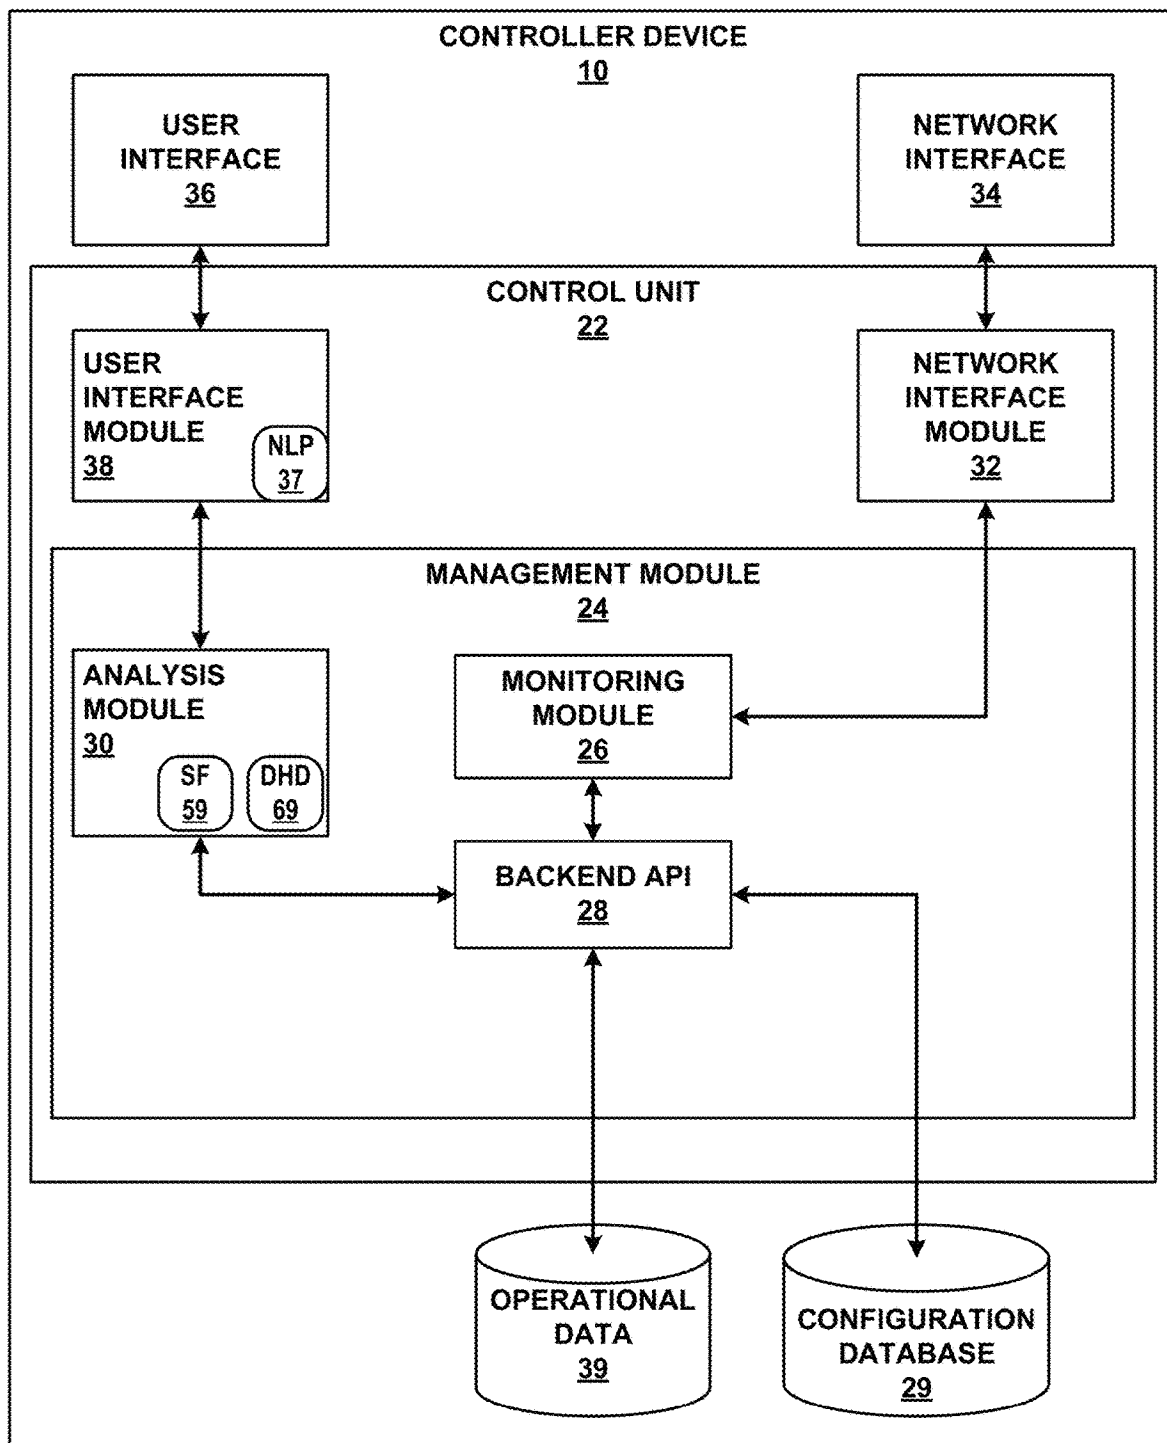 CONTROLLER DEVICE
10
USER
INTERFACE
36
NETWORK
INTERFACE
34
CONTROL UNIT
22
USER
INTERFACE
MODULE
38
NLP
37
NETWORK
INTERFACE
MODULE
32
MANAGEMENT MODULE
24
ANALYSIS
MODULE
30
SF
59
DHD
69
MONITORING
MODULE
26
BACKEND API
28
OPERATIONAL
DATA
39
CONFIGURATION
DATABASE
29